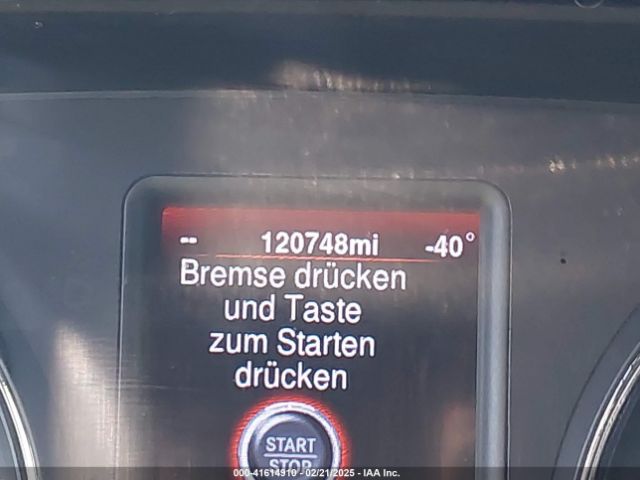 -- 120748mi -40°
Bremse drücken
und Taste
zum Starten
drücken
START
STOP
000-41614910 - 02/21/2025 - IAA Inc.